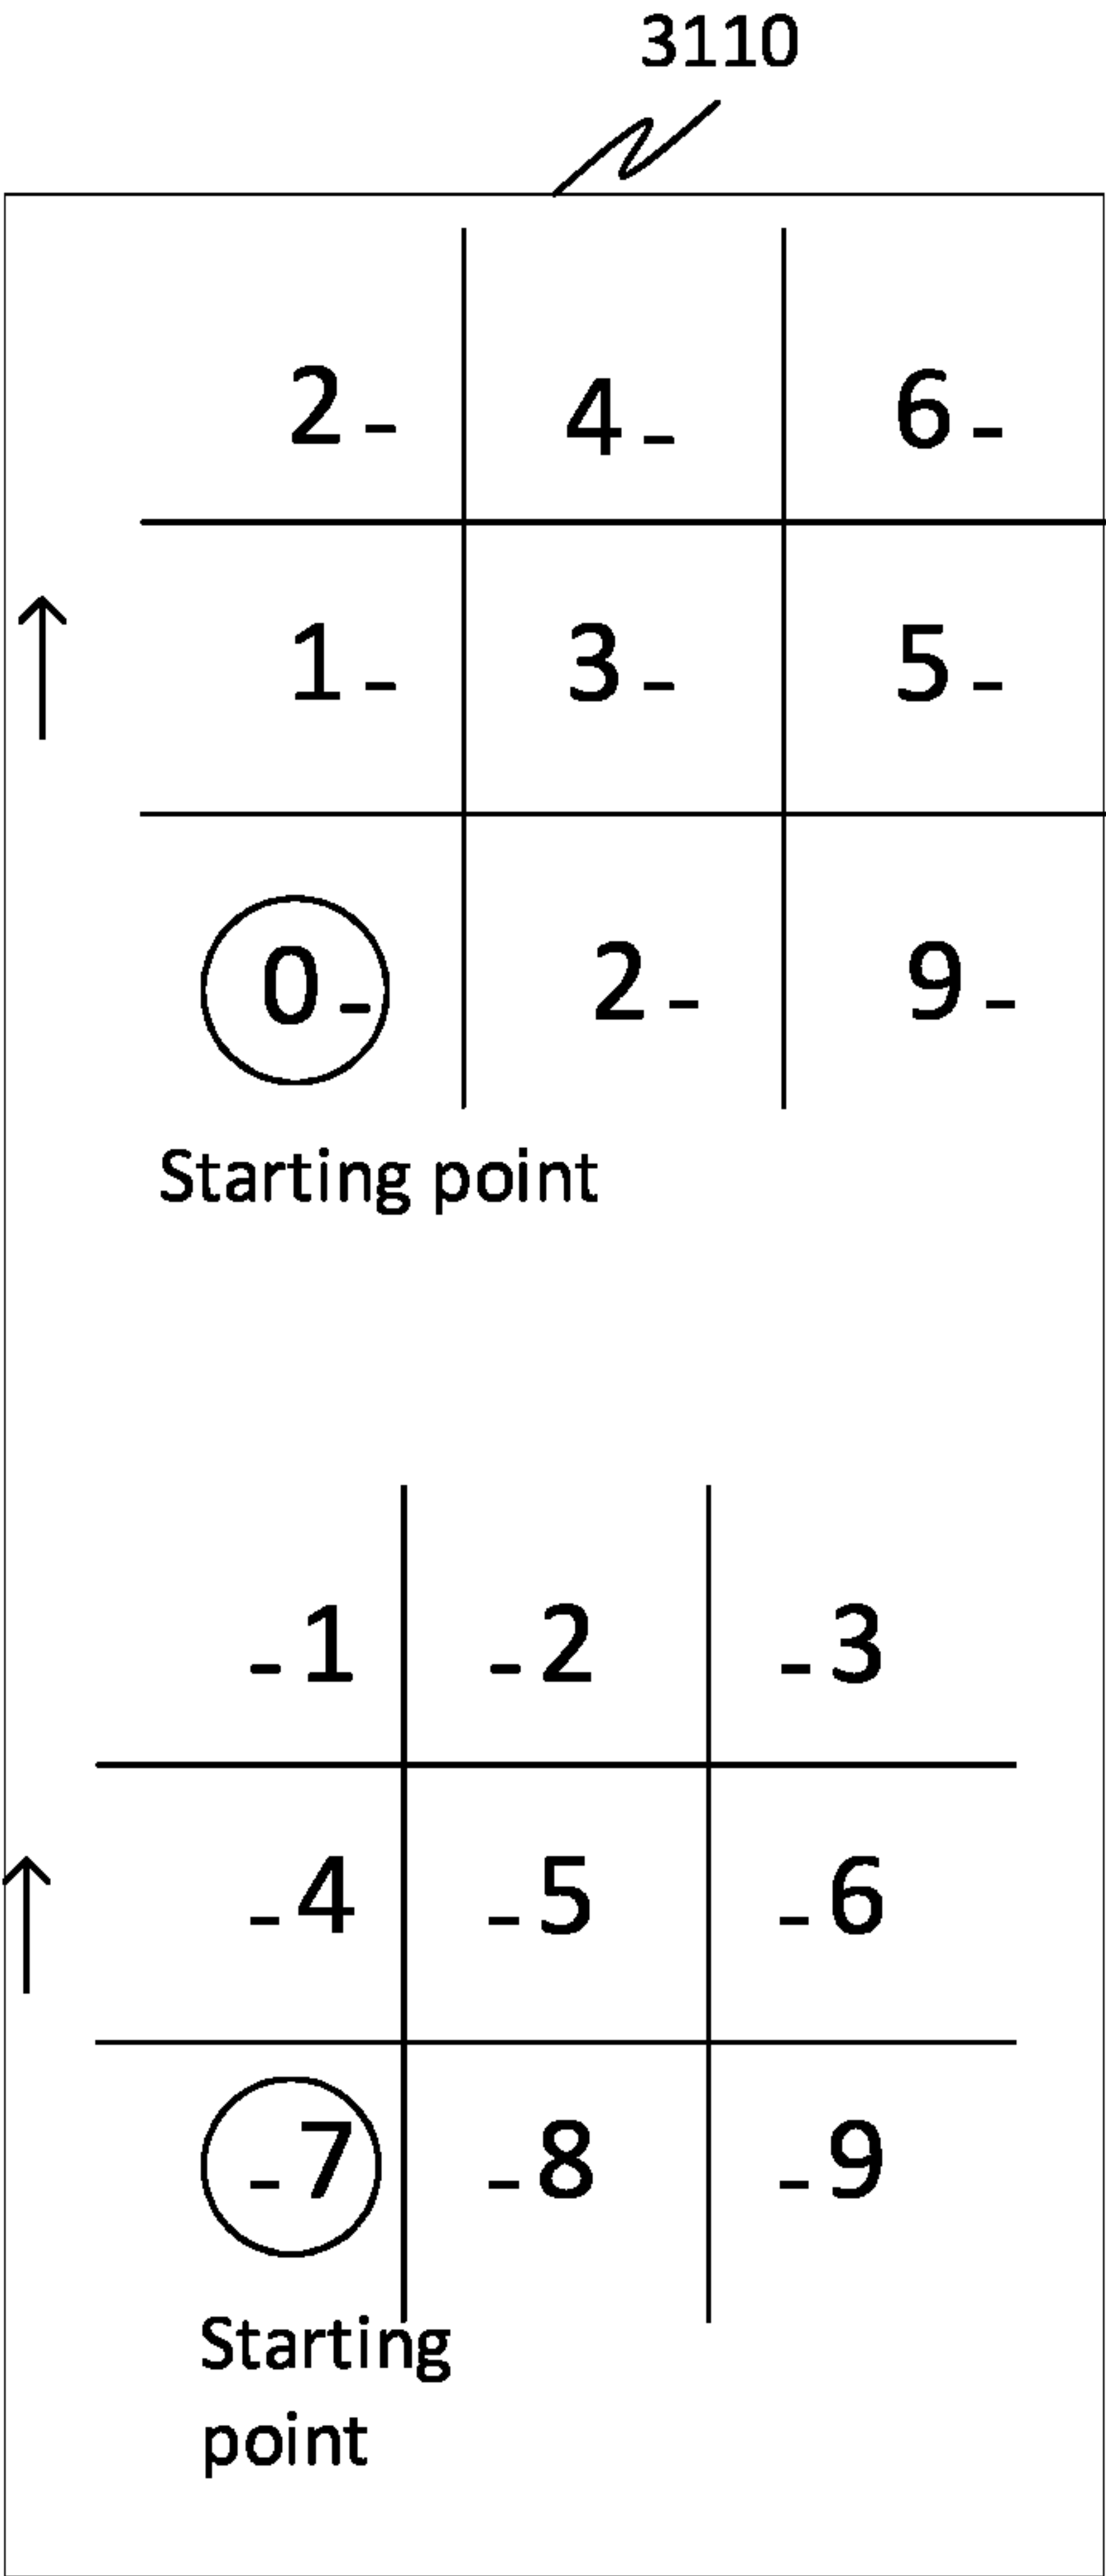 3110
2_ 4_ 6_
1_ 3_ 5_
0_ 2_ 9_
Starting point
_1 _2 _3
_4 _5 _6
_7 _8 _9
Starting
point